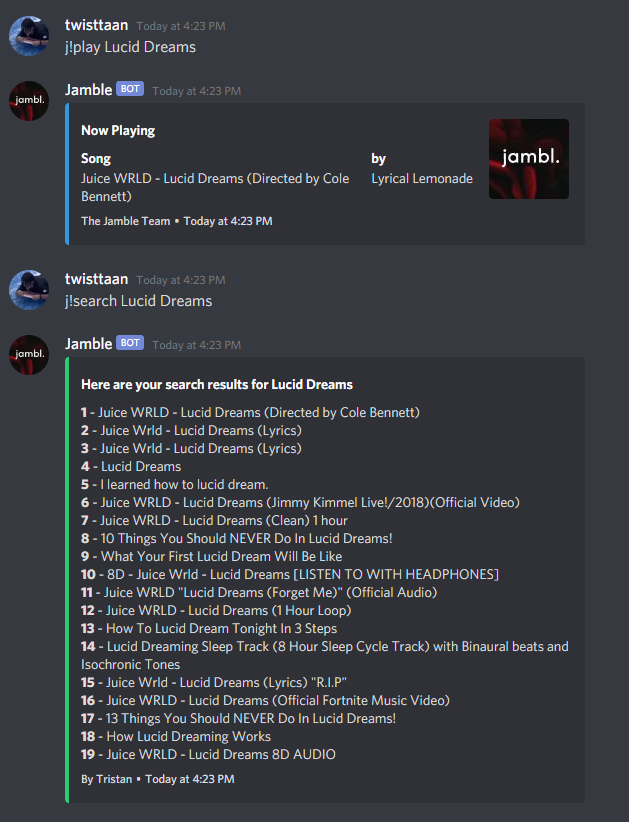 twisttaan Today at 4:23 PM
j!play Lucid Dreams
jambl.
Jamble BOT Today at 4:23 PM
Now Playing
Song by
Juice WRLD - Lucid Dreams (Directed by Cole Lyrical Lemonade
Bennett)
jambl.
The Jamble Team • Today at 4:23 PM
twisttaan Today at 4:23 PM
j!search Lucid Dreams
jambl.
Jamble BOT Today at 4:23 PM
Here are your search results for Lucid Dreams
1 - Juice WRLD - Lucid Dreams (Directed by Cole Bennett)
2 - Juice Wrld - Lucid Dreams (Lyrics)
3 - Juice Wrld - Lucid Dreams (Lyrics)
4 - Lucid Dreams
5 - I learned how to lucid dream.
6 - Juice WRLD - Lucid Dreams (Jimmy Kimmel Live!/2018)(Official Video)
7 - Juice WRLD - Lucid Dreams (Clean) 1 hour
8 - 10 Things You Should NEVER Do In Lucid Dreams!
9 - What Your First Lucid Dream Will Be Like
10 - 8D - Juice Wrld - Lucid Dreams [LISTEN TO WITH HEADPHONES]
11 - Juice WRLD "Lucid Dreams (Forget Me)" (Official Audio)
12 - Juice WRLD - Lucid Dreams (1 Hour Loop)
13 - How To Lucid Dream Tonight In 3 Steps
14 - Lucid Dreaming Sleep Track (8 Hour Sleep Cycle Track) with Binaural beats and
Isochronic Tones
15 - Juice Wrld - Lucid Dreams (Lyrics) "R.I.P"
16 - Juice WRLD - Lucid Dreams (Official Fortnite Music Video)
17 - 13 Things You Should NEVER Do In Lucid Dreams!
18 - How Lucid Dreaming Works
19 - Juice WRLD - Lucid Dreams 8D AUDIO
By Tristan • Today at 4:23 PM